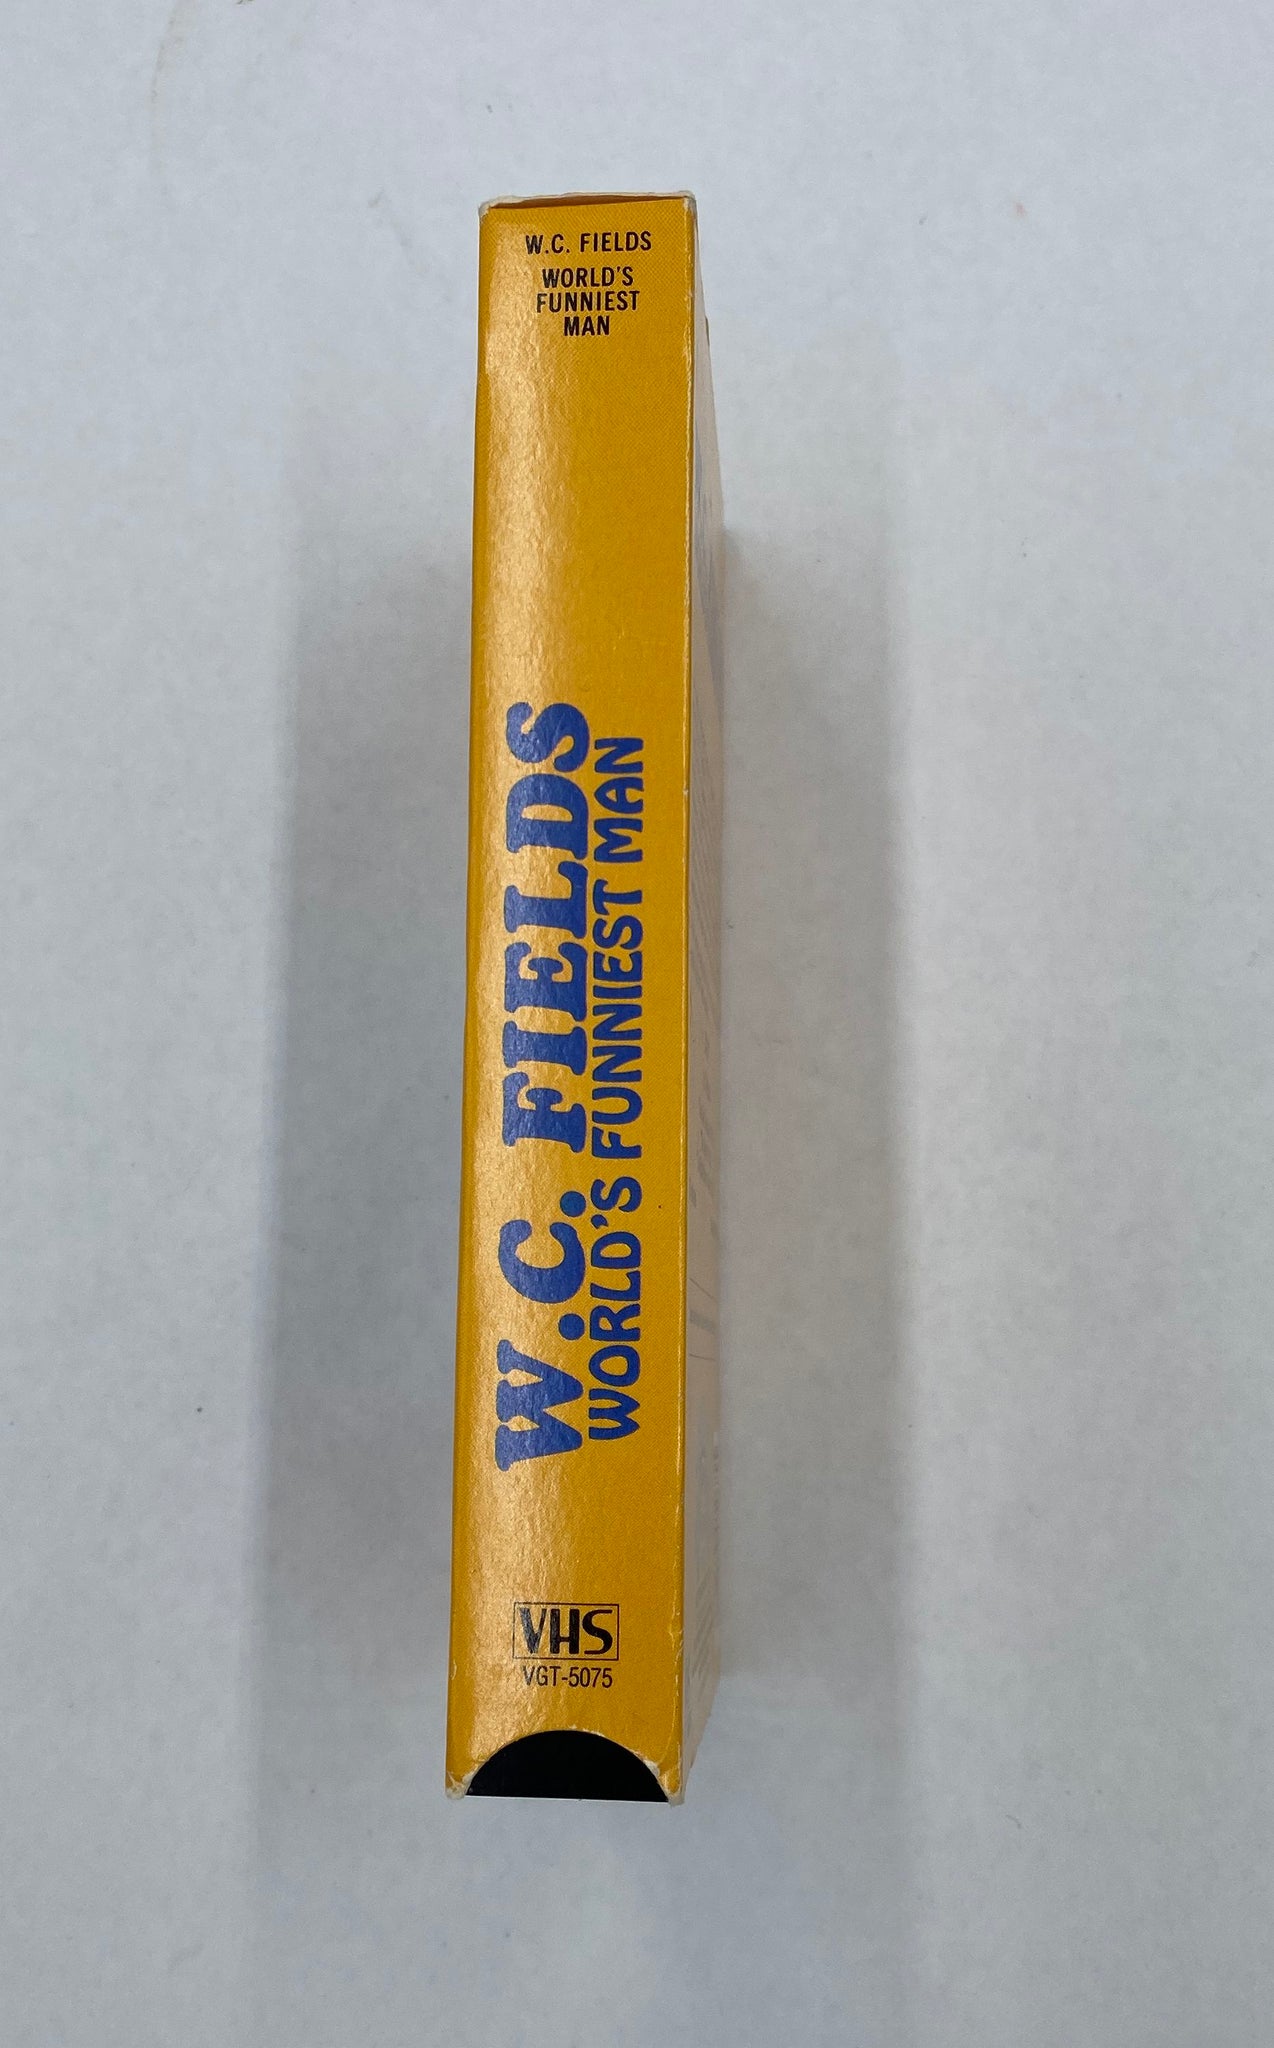 W.C. FIELDS
WORLD'S
FUNNIEST
MAN
W.C. FIELDS
WORLD'S FUNNIEST MAN
VHS
VGT-5075